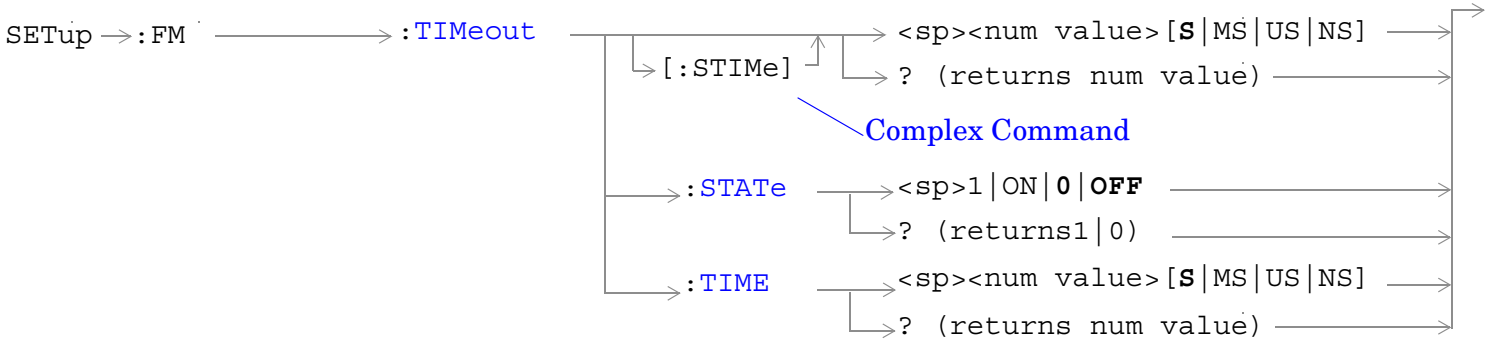 SETup :FM :TIMeout <sp><num value>[S|MS|US|NS]
[:STIMe] ? (returns num value)
Complex Command
:STATe <sp>1|ON|0|OFF
? (returns1|0)
:TIME <sp><num value>[S|MS|US|NS]
? (returns num value)